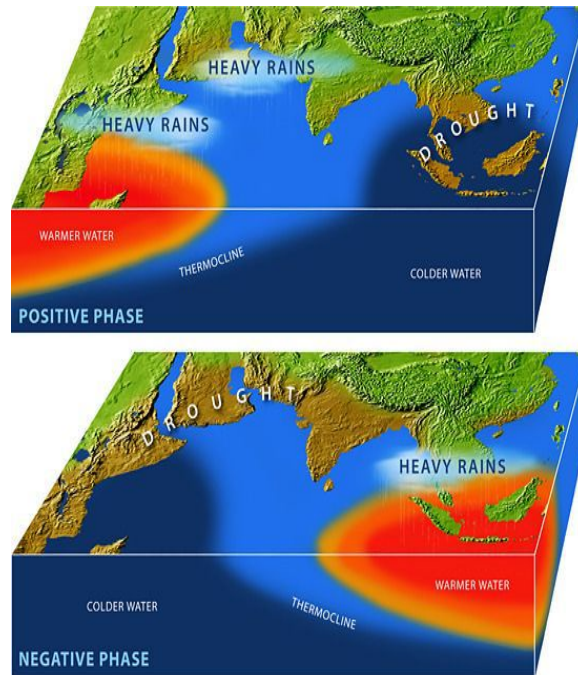 HEAVY RAINS
HEAVY RAINS
DROUGHT
WARMER WATER
THERMOCLINE
COLDER WATER
POSITIVE PHASE
DROUGHT
HEAVY RAINS
WARMER WATER
COLDER WATER
THERMOCLINE
NEGATIVE PHASE